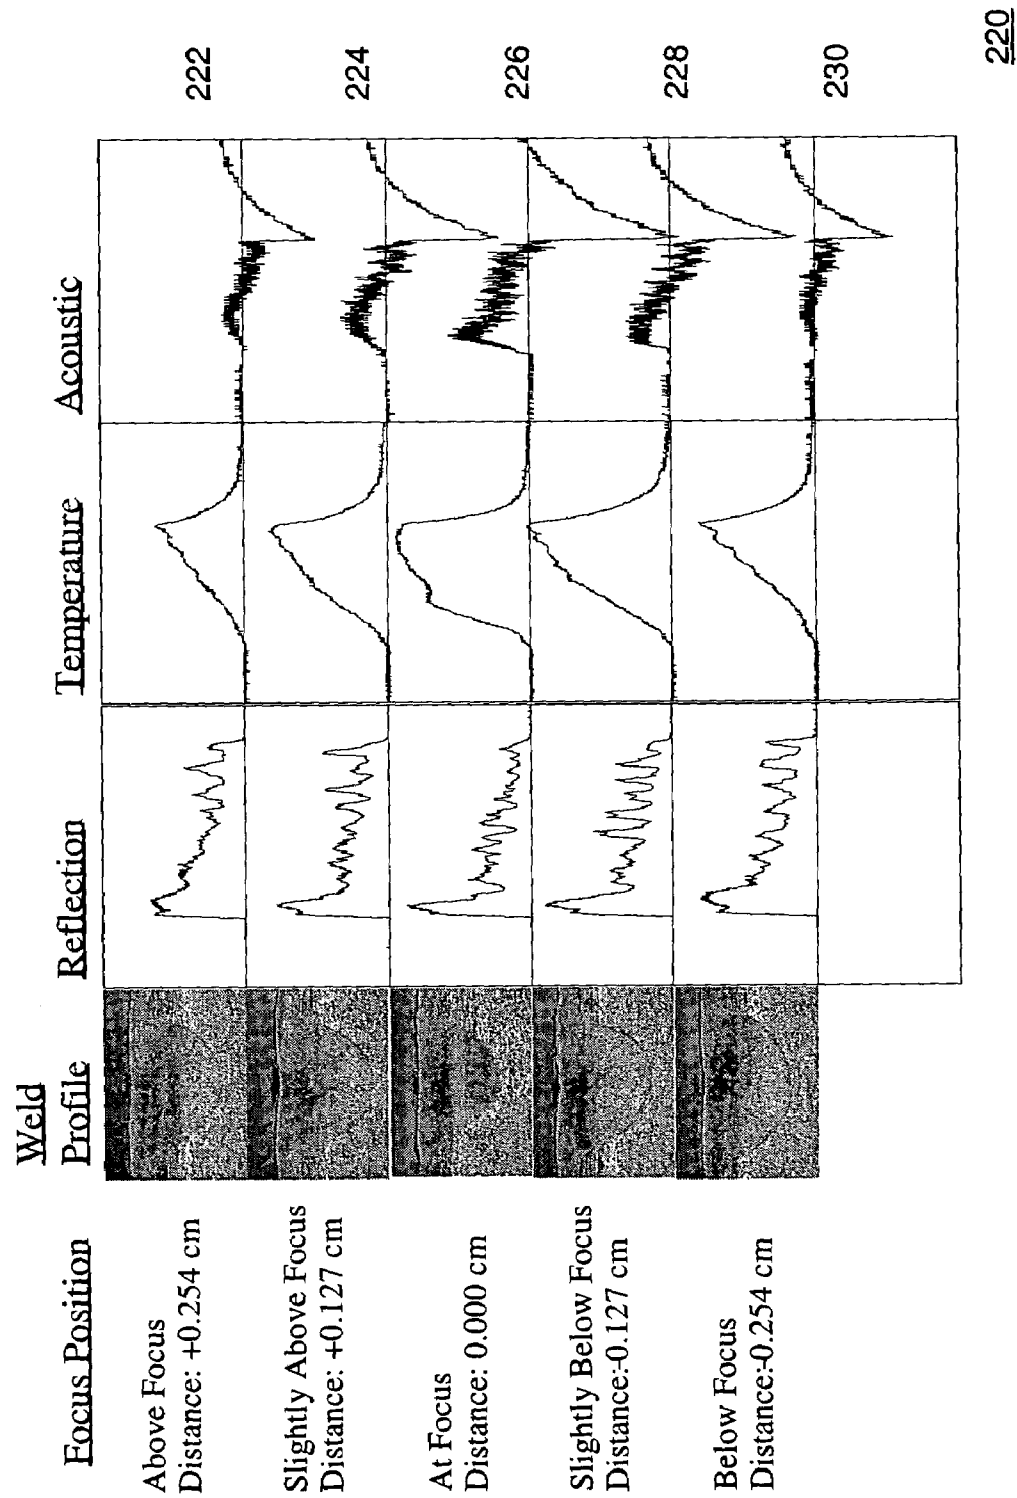 Focus Position
Weld
Profile
Reflection
Temperature
Acoustic
Above Focus
Distance: +0.254 cm
222
Slightly Above Focus
Distance: +0.127 cm
224
At Focus
Distance: 0.000 cm
226
Slightly Below Focus
Distance:-0.127 cm
228
Below Focus
Distance:-0.254 cm
230
220